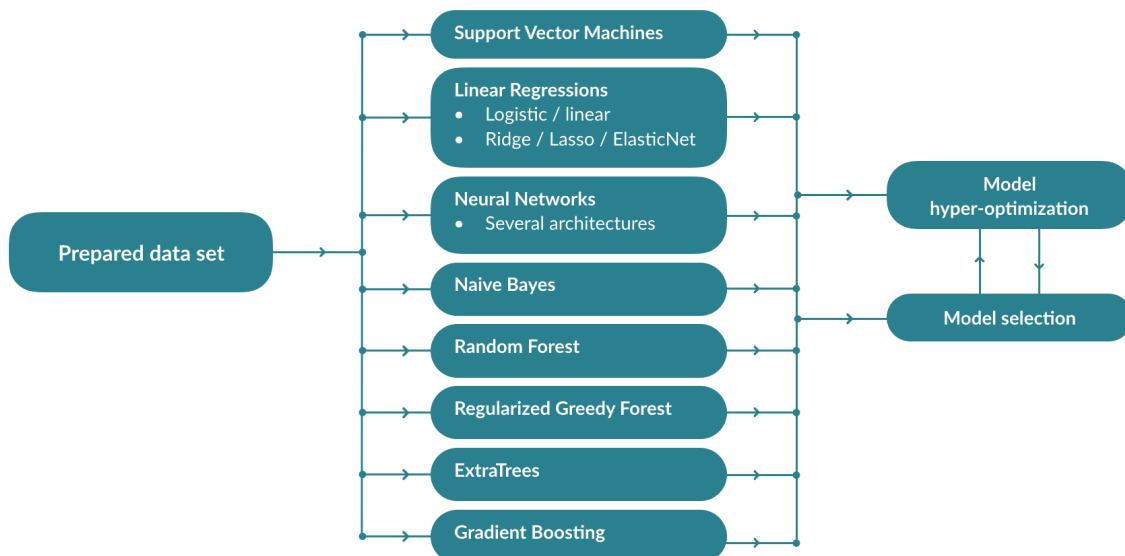 Prepared data set
Support Vector Machines
Linear Regressions
• Logistic / linear
• Ridge / Lasso / ElasticNet
Neural Networks
• Several architectures
Naive Bayes
Random Forest
Regularized Greedy Forest
ExtraTrees
Gradient Boosting
Model
hyper-optimization
Model selection